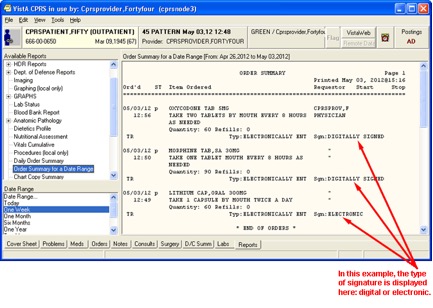 VistA CPRS in use by: Cprsprovider,Fortyfour (cprsnode3)
File Edit View Tools Help
CPRSPATIENT,FIFTY (OUTPATIENT)
666-00-0650 Mar 09,1945 (67)
45 PATTERN May 03,12 12:48
Provider: CPRSPROVIDER,FORTYFOUR
GREEN / Cprsprovider,Fortyfour
Flag
VistaWeb
Remote Data
Postings
AD
Available Reports
HDR Reports
Dept. of Defense Reports
Imaging
Graphing (local only)
GRAPHS
Lab Status
Blood Bank Report
Anatomic Pathology
Dietetics Profile
Nutritional Assessment
Vitals Cumulative
Procedures (local only)
Daily Order Summary
Order Summary for a Date Range
Chart Copy Summary
Date Range
Date Range...
Today
One Week
One Month
Six Months
One Year
Order Summary for a Date Range [From: Apr 26,2012 to May 3,2012]
ORDER SUMMARY Page 1
Printed May 03, 2012@15:16
Ord'd ST Item Ordered Requestor Start Stop
05/03/12 p OXYCODONE TAB 5MG CPRSPROV,F
12:56 TAKE TWO TABLETS BY MOUTH EVERY 8 HOURS PHYSICIAN
AS NEEDED
Quantity: 60 Refills: 0
TR Typ:ELECTRONICALLY ENT Sgn:DIGITALLY SIGNED
05/03/12 p MORPHINE TAB,SA 30MG "
12:50 TAKE ONE TABLET MOUTH EVERY 8 HOURS AS "
NEEDED
Quantity: 90 Refills: 0
TR Typ:ELECTRONICALLY ENT Sgn:DIGITALLY SIGNED
05/03/12 p LITHIUM CAP,ORAL 300MG "
12:49 TAKE 1 CAPSULE BY MOUTH TWICE A DAY "
Quantity: 60 Refills: 0
TR Typ:ELECTRONICALLY ENT Sgn:ELECTRONIC
* END OF ORDERS *
Cover Sheet Problems Meds Orders Notes Consults Surgery D/C Summ Labs Reports
In this example, the type
of signature is displayed
here: digital or electronic.